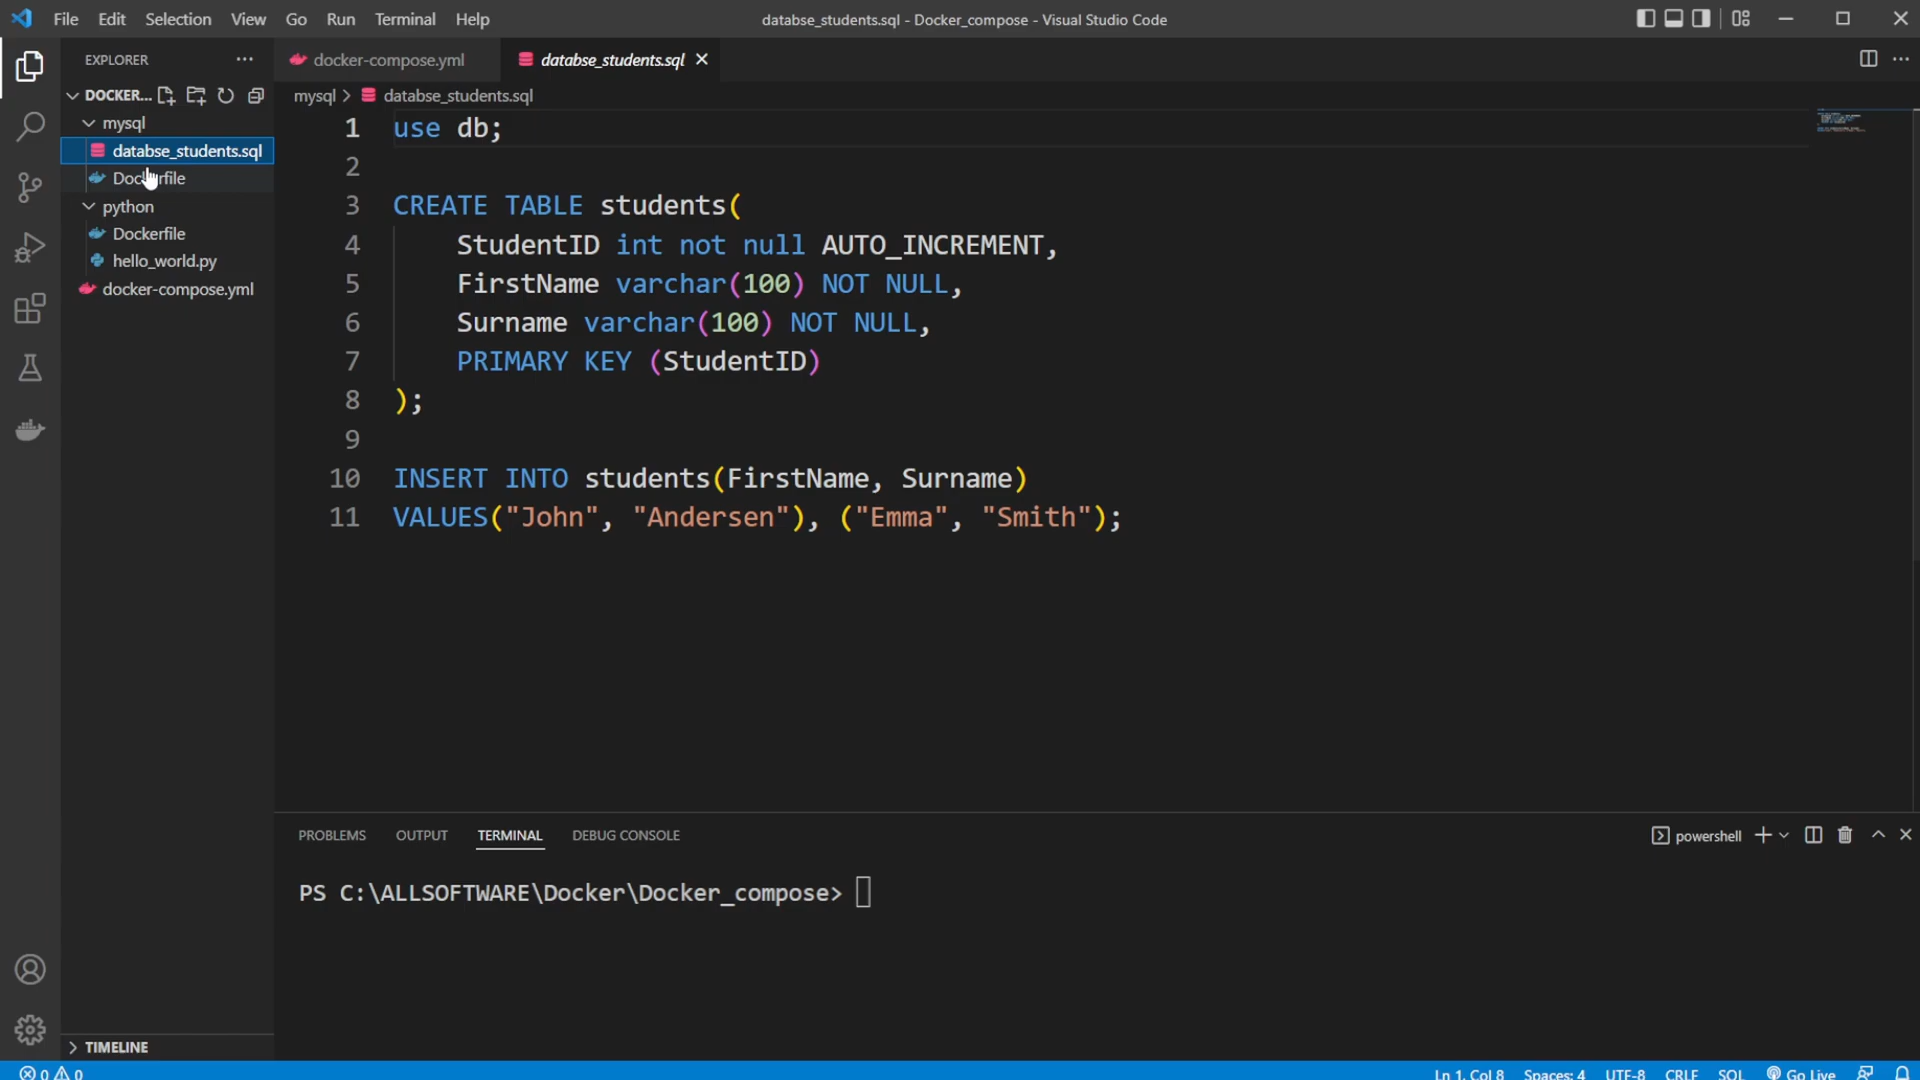 File Edit Selection View Go Run Terminal Help
databse_students.sql - Docker_compose - Visual Studio Code
EXPLORER
docker-compose.yml
databse_students.sql
DOCKER...
mysql
databse_students.sql
Dockerfile
python
Dockerfile
hello_world.py
docker-compose.yml
mysql > databse_students.sql
1 use db;
2
3 CREATE TABLE students(
4 StudentID int not null AUTO_INCREMENT,
5 FirstName varchar(100) NOT NULL,
6 Surname varchar(100) NOT NULL,
7 PRIMARY KEY (StudentID)
8 );
9
10 INSERT INTO students(FirstName, Surname)
11 VALUES("John", "Andersen"), ("Emma", "Smith");
PROBLEMS OUTPUT TERMINAL DEBUG CONSOLE
powershell
PS C:\ALLSOFTWARE\Docker\Docker_compose>
TIMELINE
0 0
Ln 1, Col 8 Spaces: 4 UTF-8 CRLF SQL Go Live